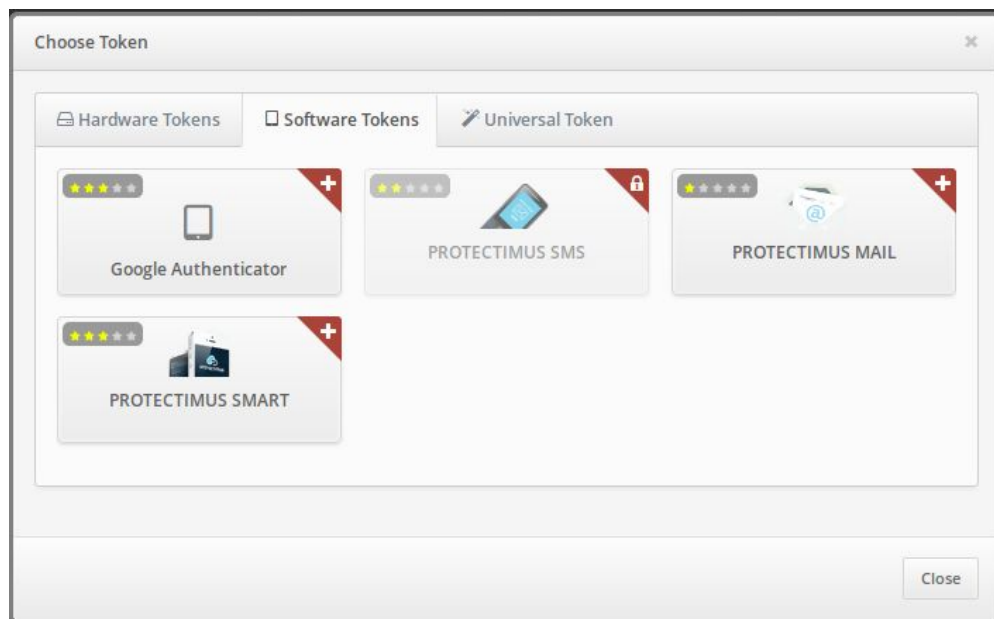 Choose Token
Hardware Tokens
Software Tokens
Universal Token
Google Authenticator
PROTECTIMUS SMS
PROTECTIMUS MAIL
PROTECTIMUS SMART
Close